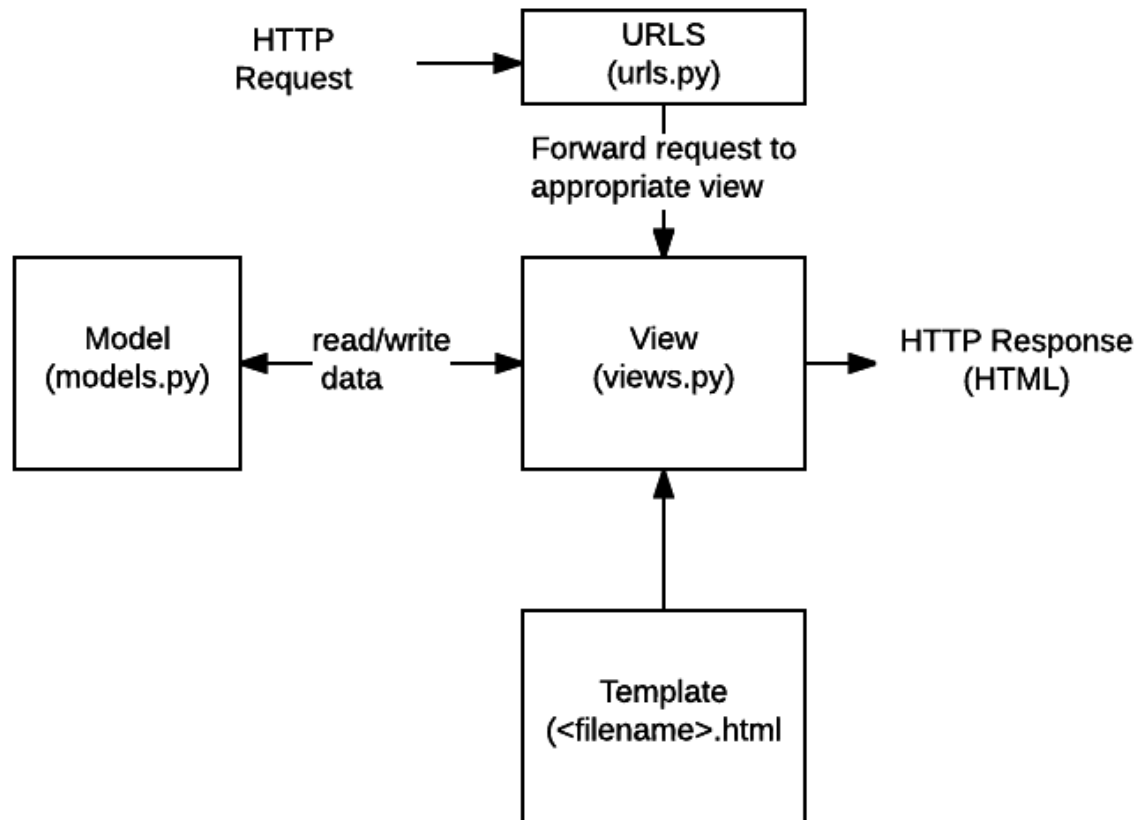 HTTP
Request
URLS
(urls.py)
Forward request to
appropriate view
Model
(models.py)
read/write
data
View
(views.py)
HTTP Response
(HTML)
Template
(<filename>.html